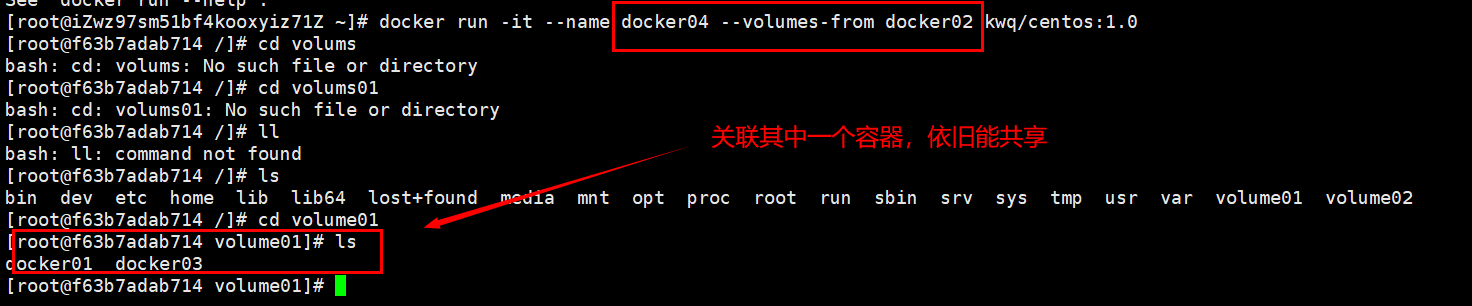 See 'docker run --help'.
[root@iZwz97sm51bf4kooxyiz71Z ~]# docker run -it --name docker04 --volumes-from docker02 kwq/centos:1.0
[root@f63b7adab714 /]# cd volums
bash: cd: volums: No such file or directory
[root@f63b7adab714 /]# cd volums01
bash: cd: volums01: No such file or directory
[root@f63b7adab714 /]# ll
bash: ll: command not found
关联其中一个容器，依旧能共享
[root@f63b7adab714 /]# ls
bin dev etc home lib lib64 lost+found media mnt opt proc root run sbin srv sys tmp usr var volume01 volume02
[root@f63b7adab714 /]# cd volume01
[root@f63b7adab714 volume01]# ls
docker01 docker03
[root@f63b7adab714 volume01]#